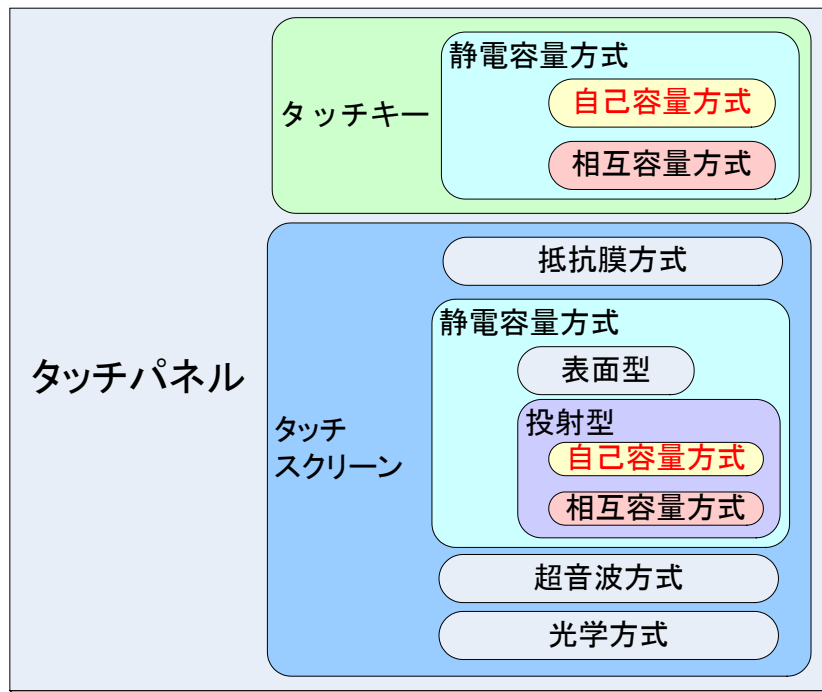 タッチパネル
タッチキー
静電容量方式
自己容量方式
相互容量方式
タッチ
スクリーン
抵抗膜方式
静電容量方式
表面型
投射型
自己容量方式
相互容量方式
超音波方式
光学方式